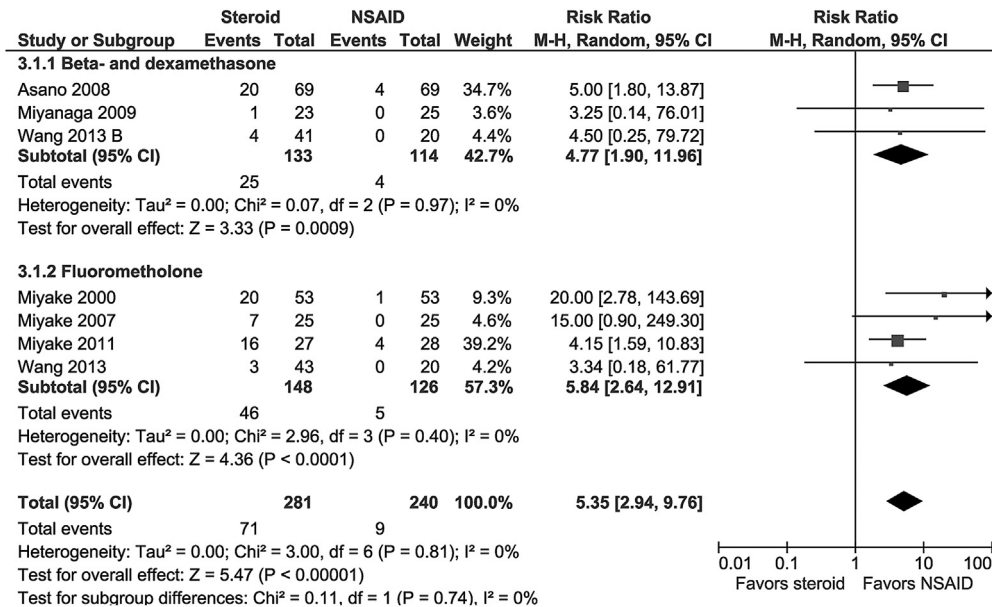 Steroid NSAID Risk Ratio Risk Ratio
Study or Subgroup Events Total Events Total Weight M-H, Random, 95% CI M-H, Random, 95% CI
3.1.1 Beta- and dexamethasone
Asano 2008 20 69 4 69 34.7% 5.00 [1.80, 13.87]
Miyanaga 2009 1 23 0 25 3.6% 3.25 [0.14, 76.01]
Wang 2013 B 4 41 0 20 4.4% 4.50 [0.25, 79.72]
Subtotal (95% CI) 133 114 42.7% 4.77 [1.90, 11.96]
Total events 25 4
Heterogeneity: Tau² = 0.00; Chi² = 0.07, df = 2 (P = 0.97); I² = 0%
Test for overall effect: Z = 3.33 (P = 0.0009)
3.1.2 Fluorometholone
Miyake 2000 20 53 1 53 9.3% 20.00 [2.78, 143.69]
Miyake 2007 7 25 0 25 4.6% 15.00 [0.90, 249.30]
Miyake 2011 16 27 4 28 39.2% 4.15 [1.59, 10.83]
Wang 2013 3 43 0 20 4.2% 3.34 [0.18, 61.77]
Subtotal (95% CI) 148 126 57.3% 5.84 [2.64, 12.91]
Total events 46 5
Heterogeneity: Tau² = 0.00; Chi² = 2.96, df = 3 (P = 0.40); I² = 0%
Test for overall effect: Z = 4.36 (P < 0.0001)
Total (95% CI) 281 240 100.0% 5.35 [2.94, 9.76]
Total events 71 9
Heterogeneity: Tau² = 0.00; Chi² = 3.00, df = 6 (P = 0.81); I² = 0%
Test for overall effect: Z = 5.47 (P < 0.00001)
Test for subgroup differences: Chi² = 0.11, df = 1 (P = 0.74), I² = 0%
0.01 0.1 1 10 100
Favors steroid Favors NSAID